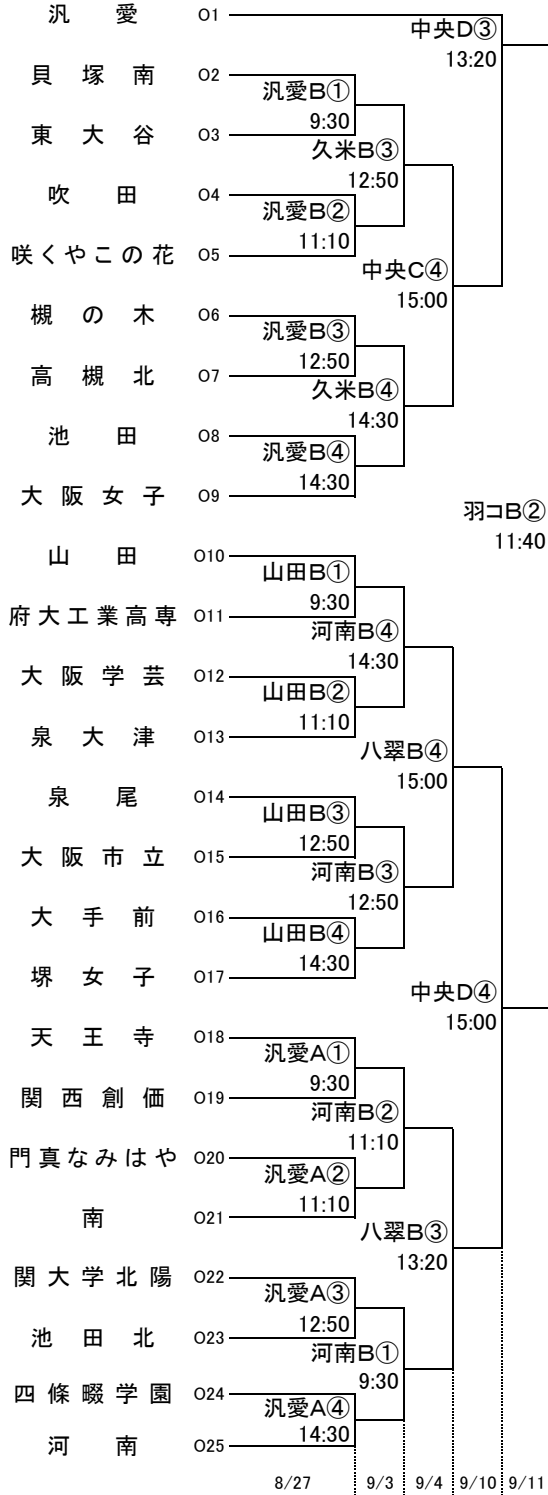 汎愛 O1
中央D③
13:20
貝塚南 O2
汎愛B①
9:30
東大谷 O3
久米B③
12:50
吹田 O4
汎愛B②
11:10
咲くやこの花 O5
中央C④
15:00
槻の木 O6
汎愛B③
12:50
高槻北 O7
久米B④
14:30
池田 O8
汎愛B④
14:30
大阪女子 O9
羽コB②
11:40
山田 O10
山田B①
9:30
府大工業高専 O11
河南B④
14:30
大阪学芸 O12
山田B②
11:10
泉大津 O13
八翠B④
15:00
泉尾 O14
山田B③
12:50
大阪市立 O15
河南B③
12:50
大手前 O16
山田B④
14:30
堺女子 O17
中央D④
15:00
天王寺 O18
汎愛A①
9:30
関西創価 O19
河南B②
11:10
門真なみはや O20
汎愛A②
11:10
南 O21
八翠B③
13:20
関大学北陽 O22
汎愛A③
12:50
池田北 O23
河南B①
9:30
四條畷学園 O24
汎愛A④
14:30
河南 O25
8/27 9/3 9/4 9/10 9/11